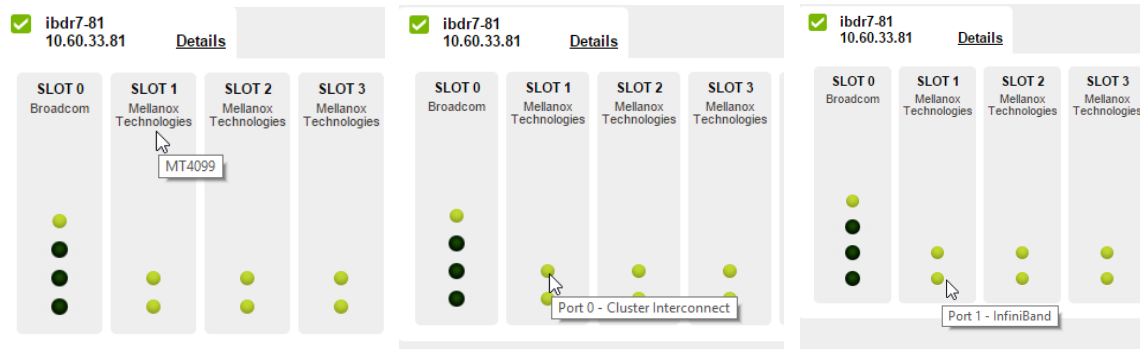 ibdr7-81
10.60.33.81 Details
SLOT 0 SLOT 1 SLOT 2 SLOT 3
Broadcom Mellanox Mellanox Mellanox
Technologies Technologies Technologies
MT4099
ibdr7-81
10.60.33.81 Details
SLOT 0 SLOT 1 SLOT 2 SLOT 3
Broadcom Mellanox Mellanox Mellanox
Technologies Technologies Technologies
Port 0 - Cluster Interconnect
ibdr7-81
10.60.33.81 Details
SLOT 0 SLOT 1 SLOT 2 SLOT 3
Broadcom Mellanox Mellanox Mellanox
Technologies Technologies Technologies
Port 1 - InfiniBand